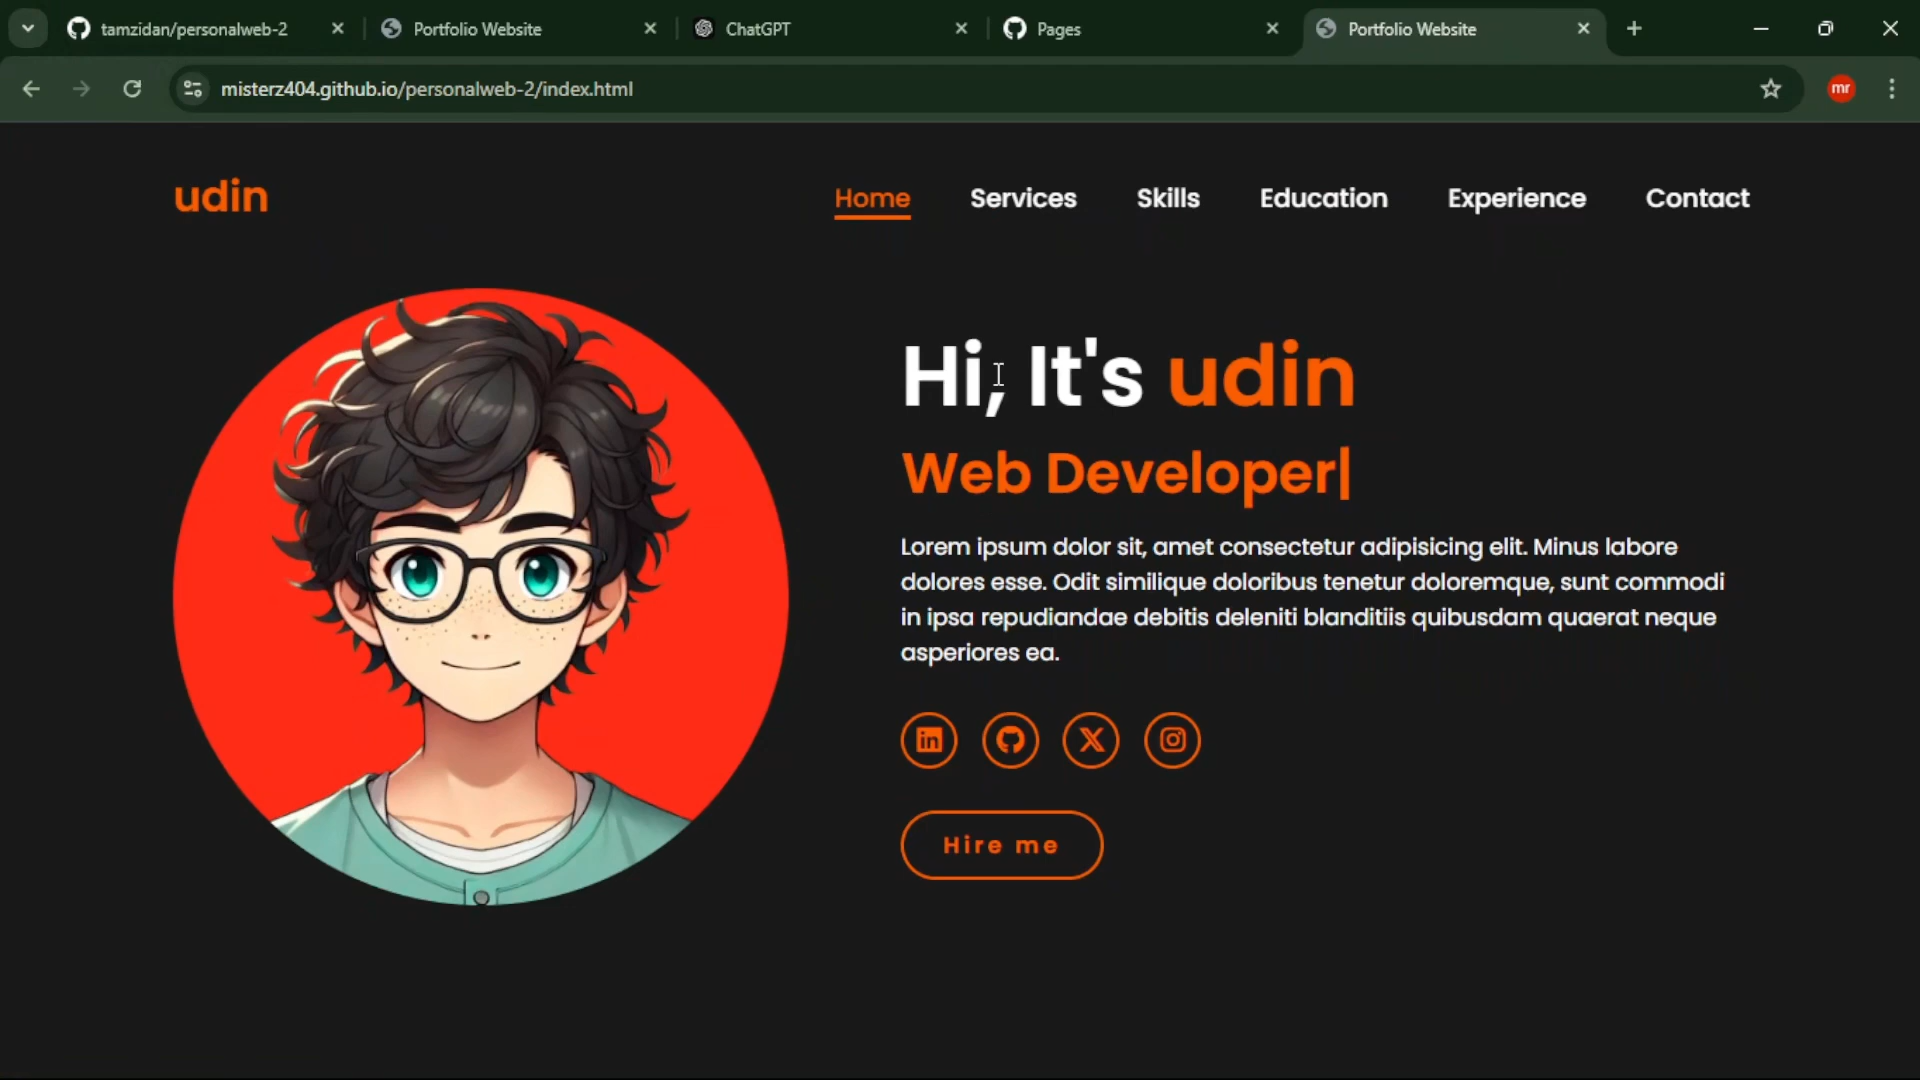 tamzidan/personalweb-2
Portfolio Website
ChatGPT
Pages
Portfolio Website
misterz404.github.io/personalweb-2/index.html
mr
udin
Home
Services
Skills
Education
Experience
Contact
Hi, It's udin
Web Developer|
Lorem ipsum dolor sit, amet consectetur adipisicing elit. Minus labore
dolores esse. Odit similique doloribus tenetur doloremque, sunt commodi
in ipsa repudiandae debitis deleniti blanditiis quibusdam quaerat neque
asperiores ea.
in
X
Hire me